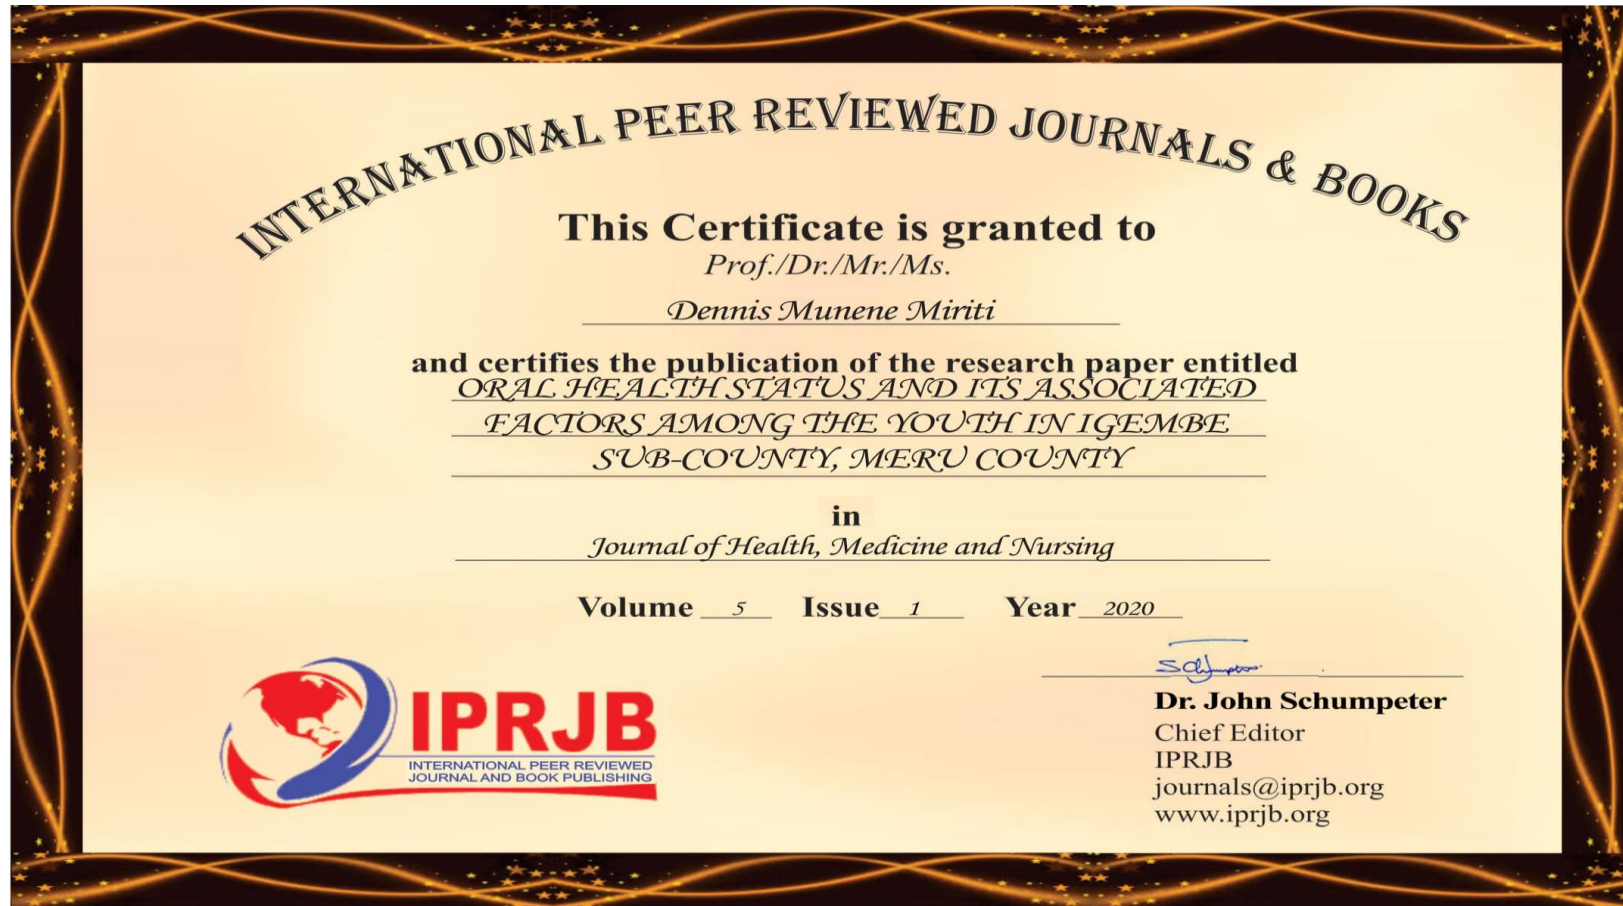 INTERNATIONAL PEER REVIEWED JOURNALS & BOOKS
This Certificate is granted to
Prof./Dr./Mr./Ms.
Dennis Munene Miriti
and certifies the publication of the research paper entitled
ORAL HEALTH STATUS AND ITS ASSOCIATED
FACTORS AMONG THE YOUTH IN IGEMBE
SUB-COUNTY, MERU COUNTY
in
Journal of Health, Medicine and Nursing
Volume 5 Issue 1 Year 2020
IPRJB
INTERNATIONAL PEER REVIEWED
JOURNAL AND BOOK PUBLISHING
Dr. John Schumpeter
Chief Editor
IPRJB
journals@iprjb.org
www.iprjb.org